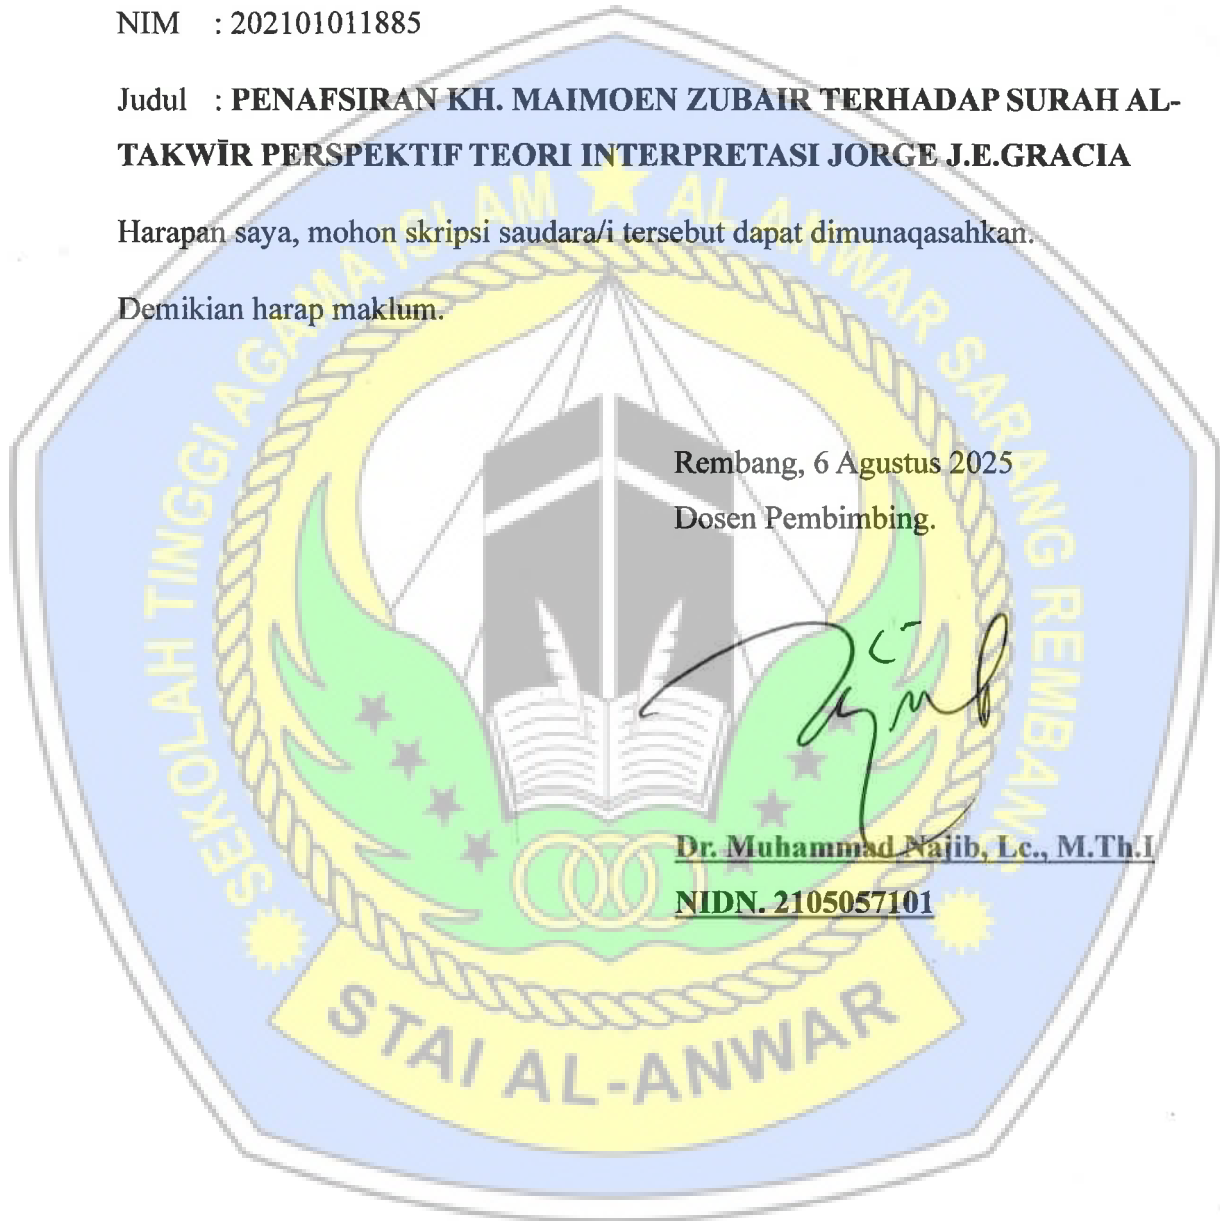 NIM : 202101011885
Judul : PENAFSIRAN KH. MAIMOEN ZUBAIR TERHADAP SURAH AL-
TAKWĪR PERSPEKTIF TEORI INTERPRETASI JORGE J.E.GRACIA
Harapan saya, mohon skripsi saudara/i tersebut dapat dimunaqasahkan.
Demikian harap maklum.
Rembang, 6 Agustus 2025
Dosen Pembimbing.
Dr. Muhammad Najib, Lc., M.Th.I
NIDN. 2105057101
SEKOLAH TINGGI AGAMA ISLAM ★ AL ANWAR SARANG REMBANG
STAI AL-ANWAR